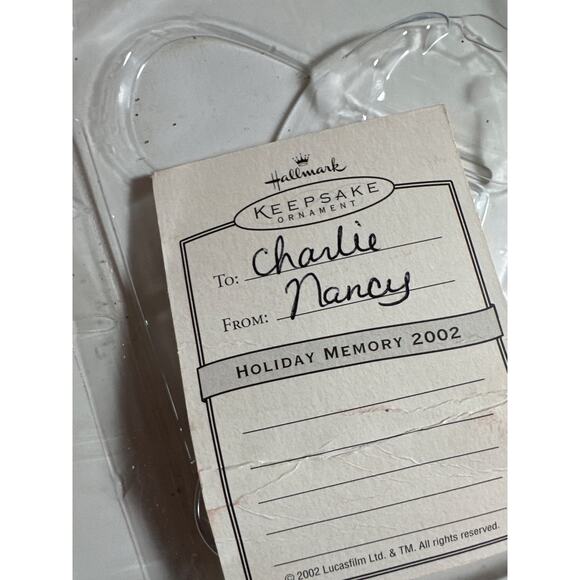 Hallmark
KEEPSAKE
ORNAMENT
TO: Charlie
FROM: Nancy
HOLIDAY MEMORY 2002
© 2002 Lucasfilm Ltd. & TM. All rights reserved.